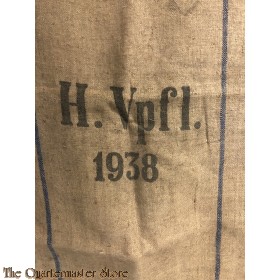 H. Vpfl.
1938
The Quartermaster Store